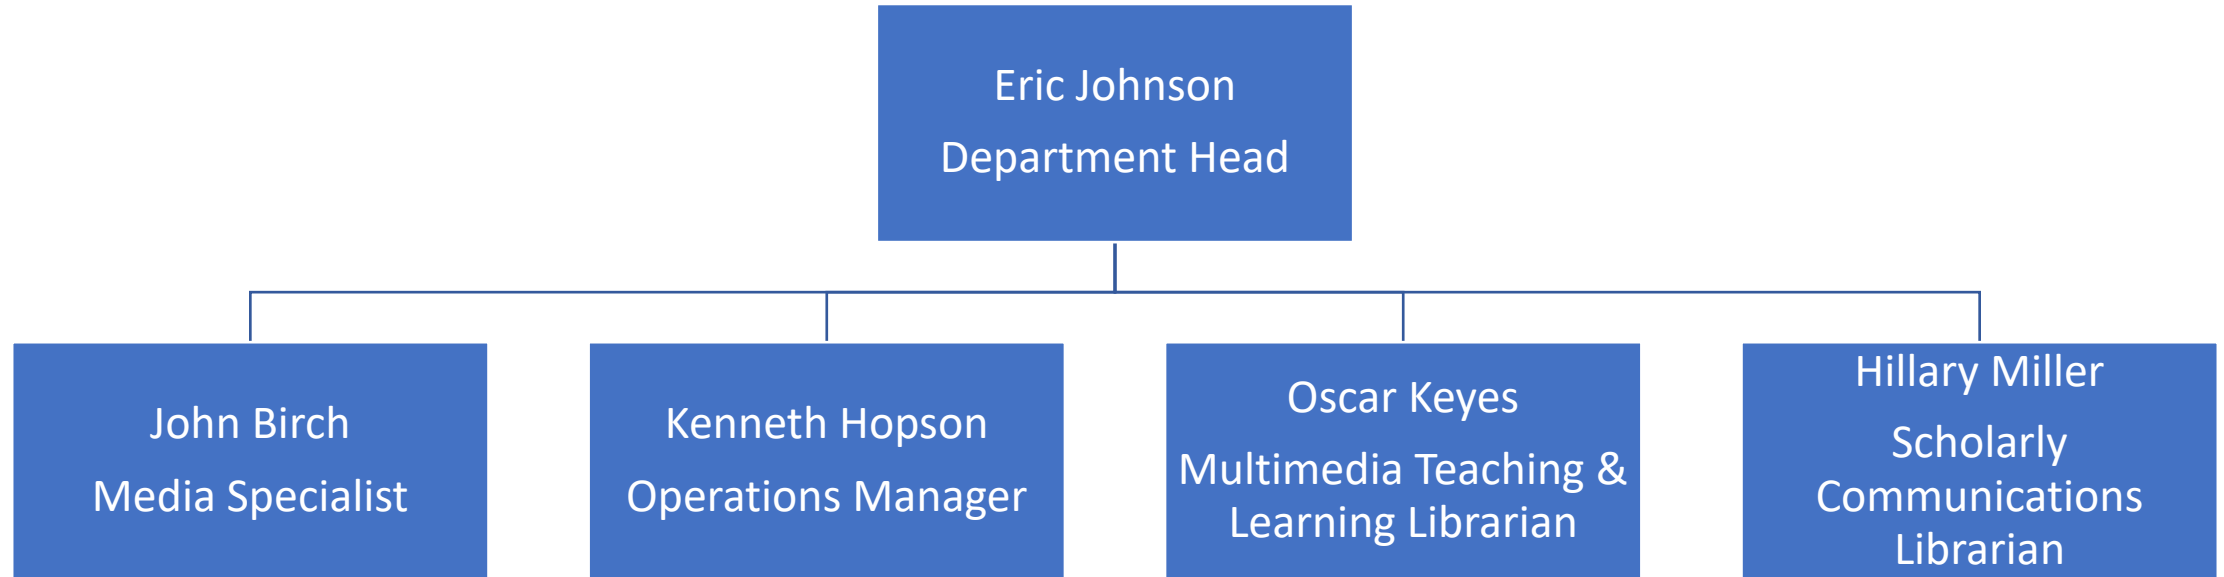 Eric Johnson
Department Head
John Birch
Media Specialist
Kenneth Hopson
Operations Manager
Oscar Keyes
Multimedia Teaching &
Learning Librarian
Hillary Miller
Scholarly
Communications
Librarian